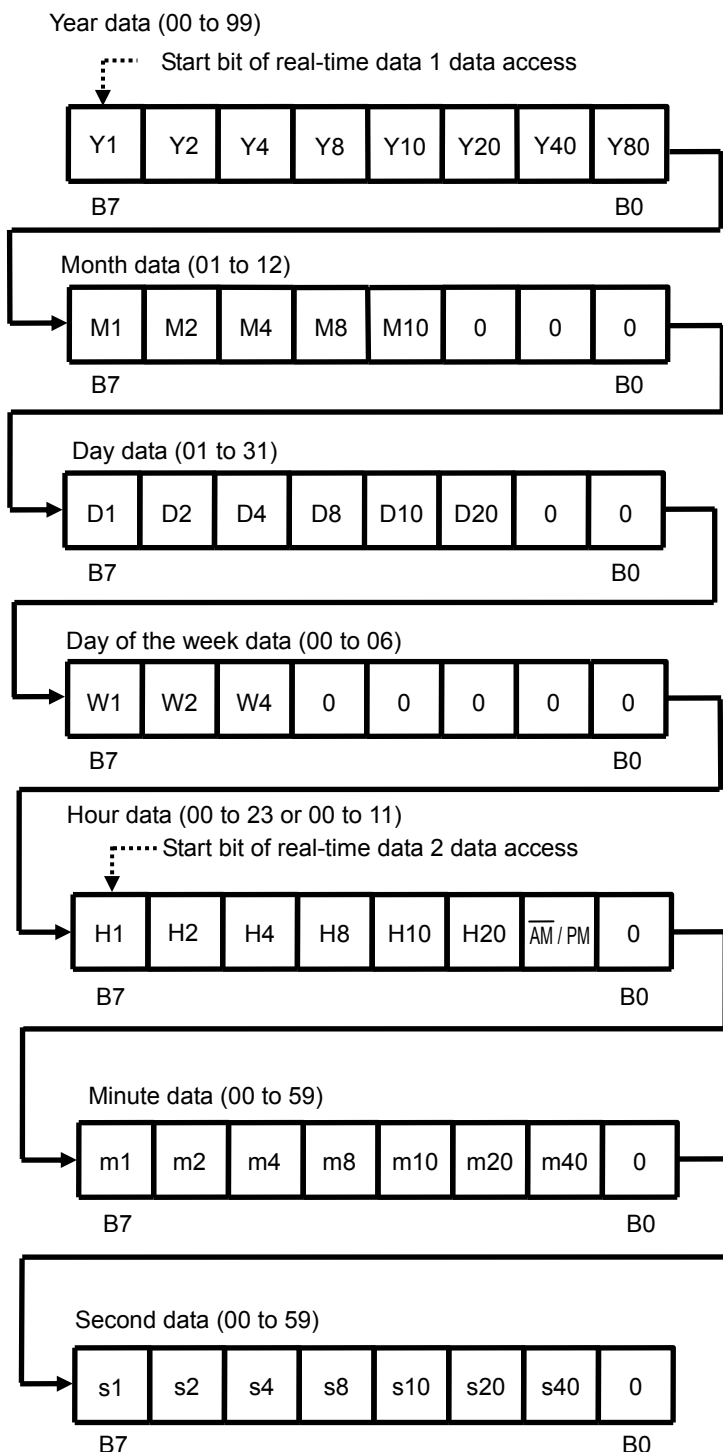 Year data (00 to 99)
Start bit of real-time data 1 data access
Y1 Y2 Y4 Y8 Y10 Y20 Y40 Y80
B7 B0
Month data (01 to 12)
M1 M2 M4 M8 M10 0 0 0
B7 B0
Day data (01 to 31)
D1 D2 D4 D8 D10 D20 0 0
B7 B0
Day of the week data (00 to 06)
W1 W2 W4 0 0 0 0 0
B7 B0
Hour data (00 to 23 or 00 to 11)
Start bit of real-time data 2 data access
H1 H2 H4 H8 H10 H20 A̅M̅ / PM 0
B7 B0
Minute data (00 to 59)
m1 m2 m4 m8 m10 m20 m40 0
B7 B0
Second data (00 to 59)
s1 s2 s4 s8 s10 s20 s40 0
B7 B0